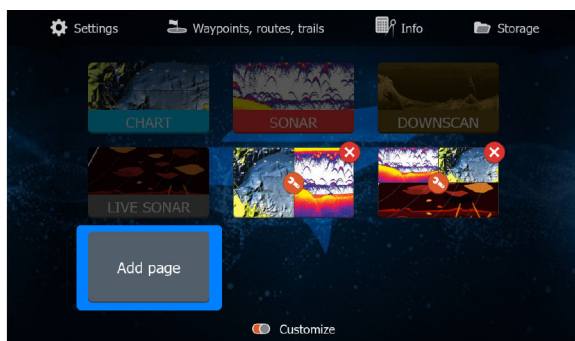 Settings
Waypoints, routes, trails
Info
Storage
CHART
SONAR
DOWNSCAN
LIVE SONAR
Add page
Customize